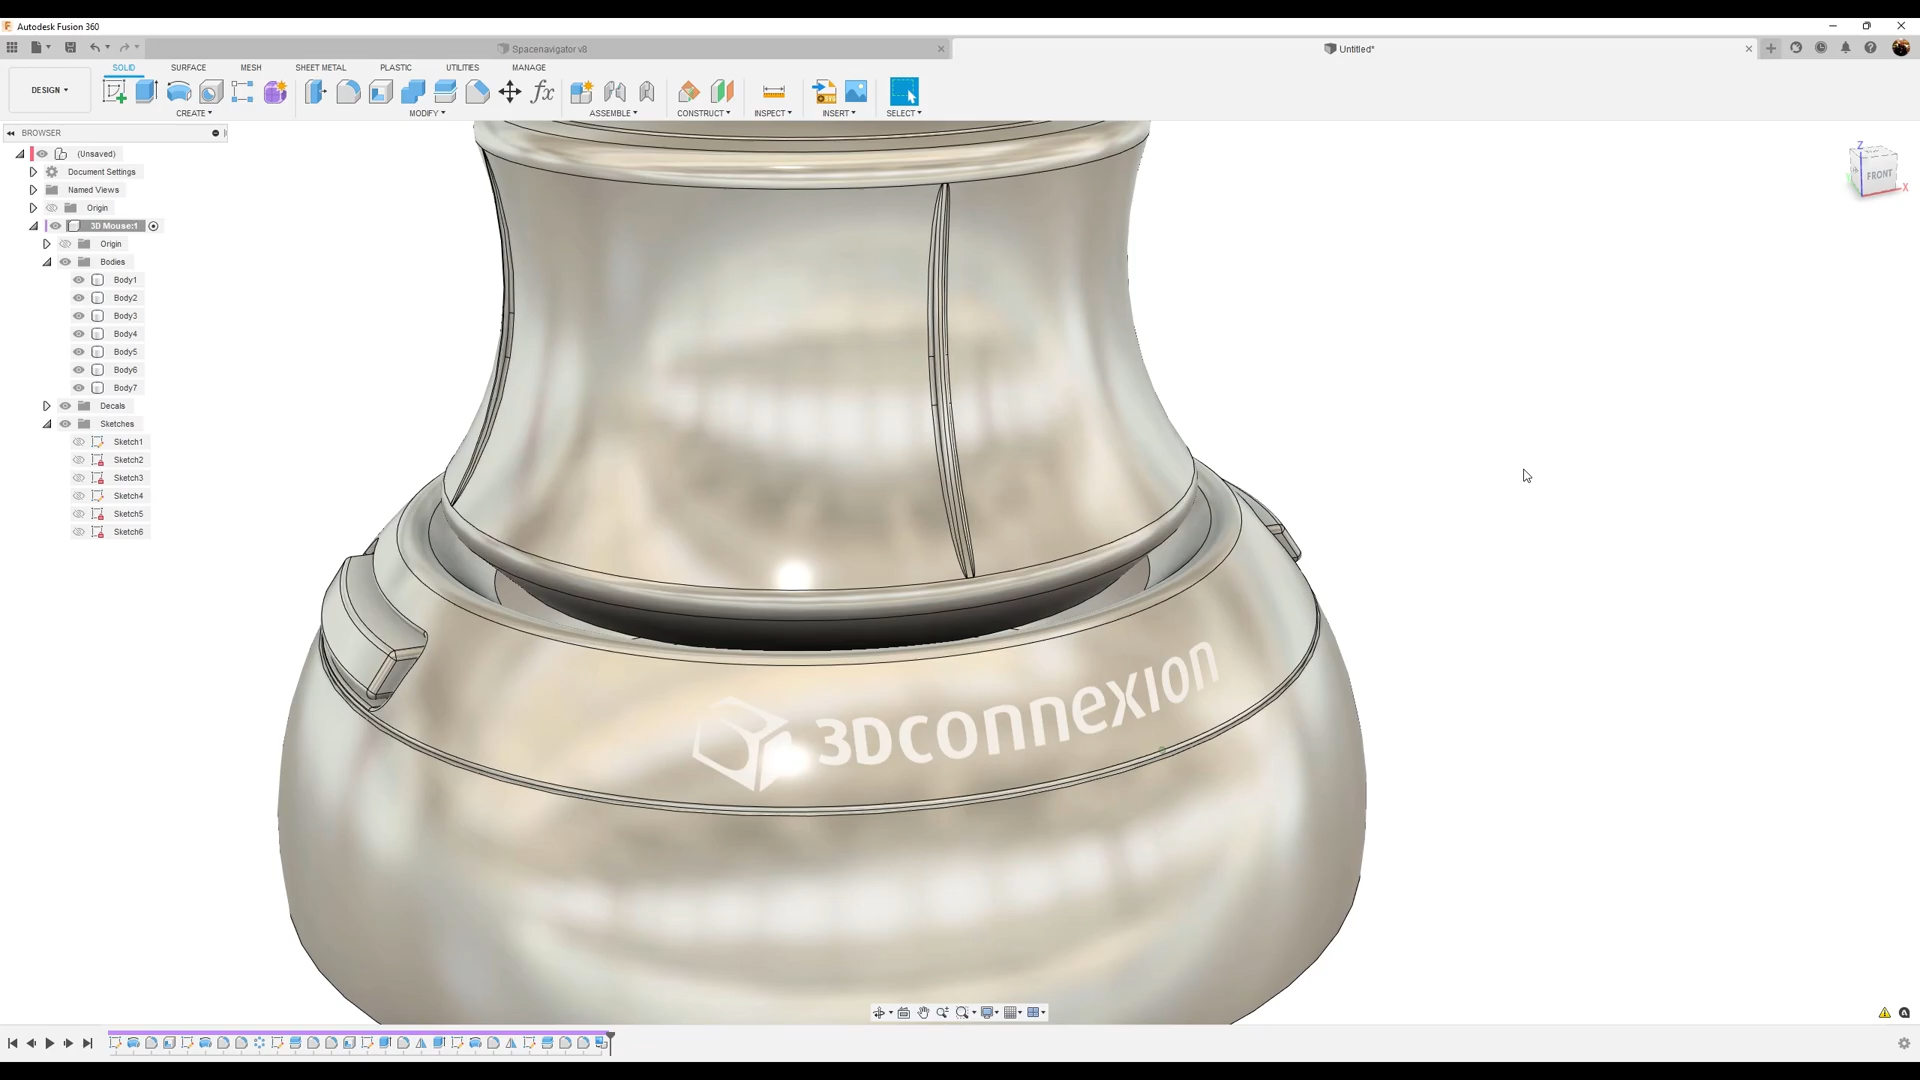 Autodesk Fusion 360
Spacenavigator v8
Untitled*
SOLID SURFACE MESH SHEET METAL PLASTIC UTILITIES MANAGE
DESIGN
CREATE MODIFY ASSEMBLE CONSTRUCT INSPECT INSERT SELECT
BROWSER
(Unsaved)
Document Settings
Named Views
Origin
3D Mouse:1
Origin
Bodies
Body1
Body2
Body3
Body4
Body5
Body6
Body7
Decals
Sketches
Sketch1
Sketch2
Sketch3
Sketch4
Sketch5
Sketch6
Z
FRONT
X
3Dconnexion